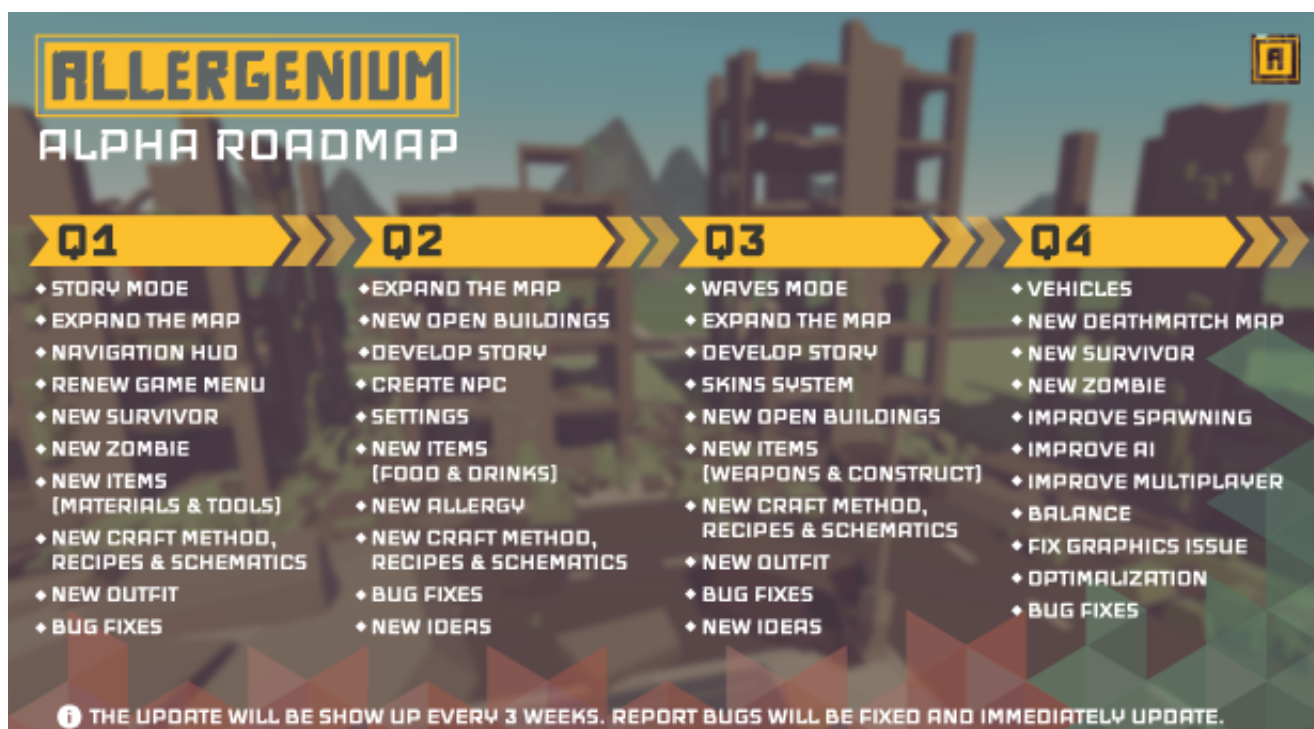 ALLERGENIUM
A
ALPHA ROADMAP
Q1
STORY MODE
EXPAND THE MAP
NAVIGATION HUD
RENEW GAME MENU
NEW SURVIVOR
NEW ZOMBIE
NEW ITEMS
(MATERIALS & TOOLS)
NEW CRAFT METHOD,
RECIPES & SCHEMATICS
NEW OUTFIT
BUG FIXES
Q2
EXPAND THE MAP
NEW OPEN BUILDINGS
DEVELOP STORY
CREATE NPC
SETTINGS
NEW ITEMS
(FOOD & DRINKS)
NEW ALLERGY
NEW CRAFT METHOD,
RECIPES & SCHEMATICS
BUG FIXES
NEW IDEAS
Q3
WAVES MODE
EXPAND THE MAP
DEVELOP STORY
SKINS SYSTEM
NEW OPEN BUILDINGS
NEW ITEMS
(WEAPONS & CONSTRUCT)
NEW CRAFT METHOD,
RECIPES & SCHEMATICS
NEW OUTFIT
BUG FIXES
NEW IDEAS
Q4
VEHICLES
NEW DEATHMATCH MAP
NEW SURVIVOR
NEW ZOMBIE
IMPROVE SPAWNING
IMPROVE AI
IMPROVE MULTIPLAYER
BALANCE
FIX GRAPHICS ISSUE
OPTIMALIZATION
BUG FIXES
i THE UPDATE WILL BE SHOW UP EVERY 3 WEEKS. REPORT BUGS WILL BE FIXED AND IMMEDIATELY UPDATE.